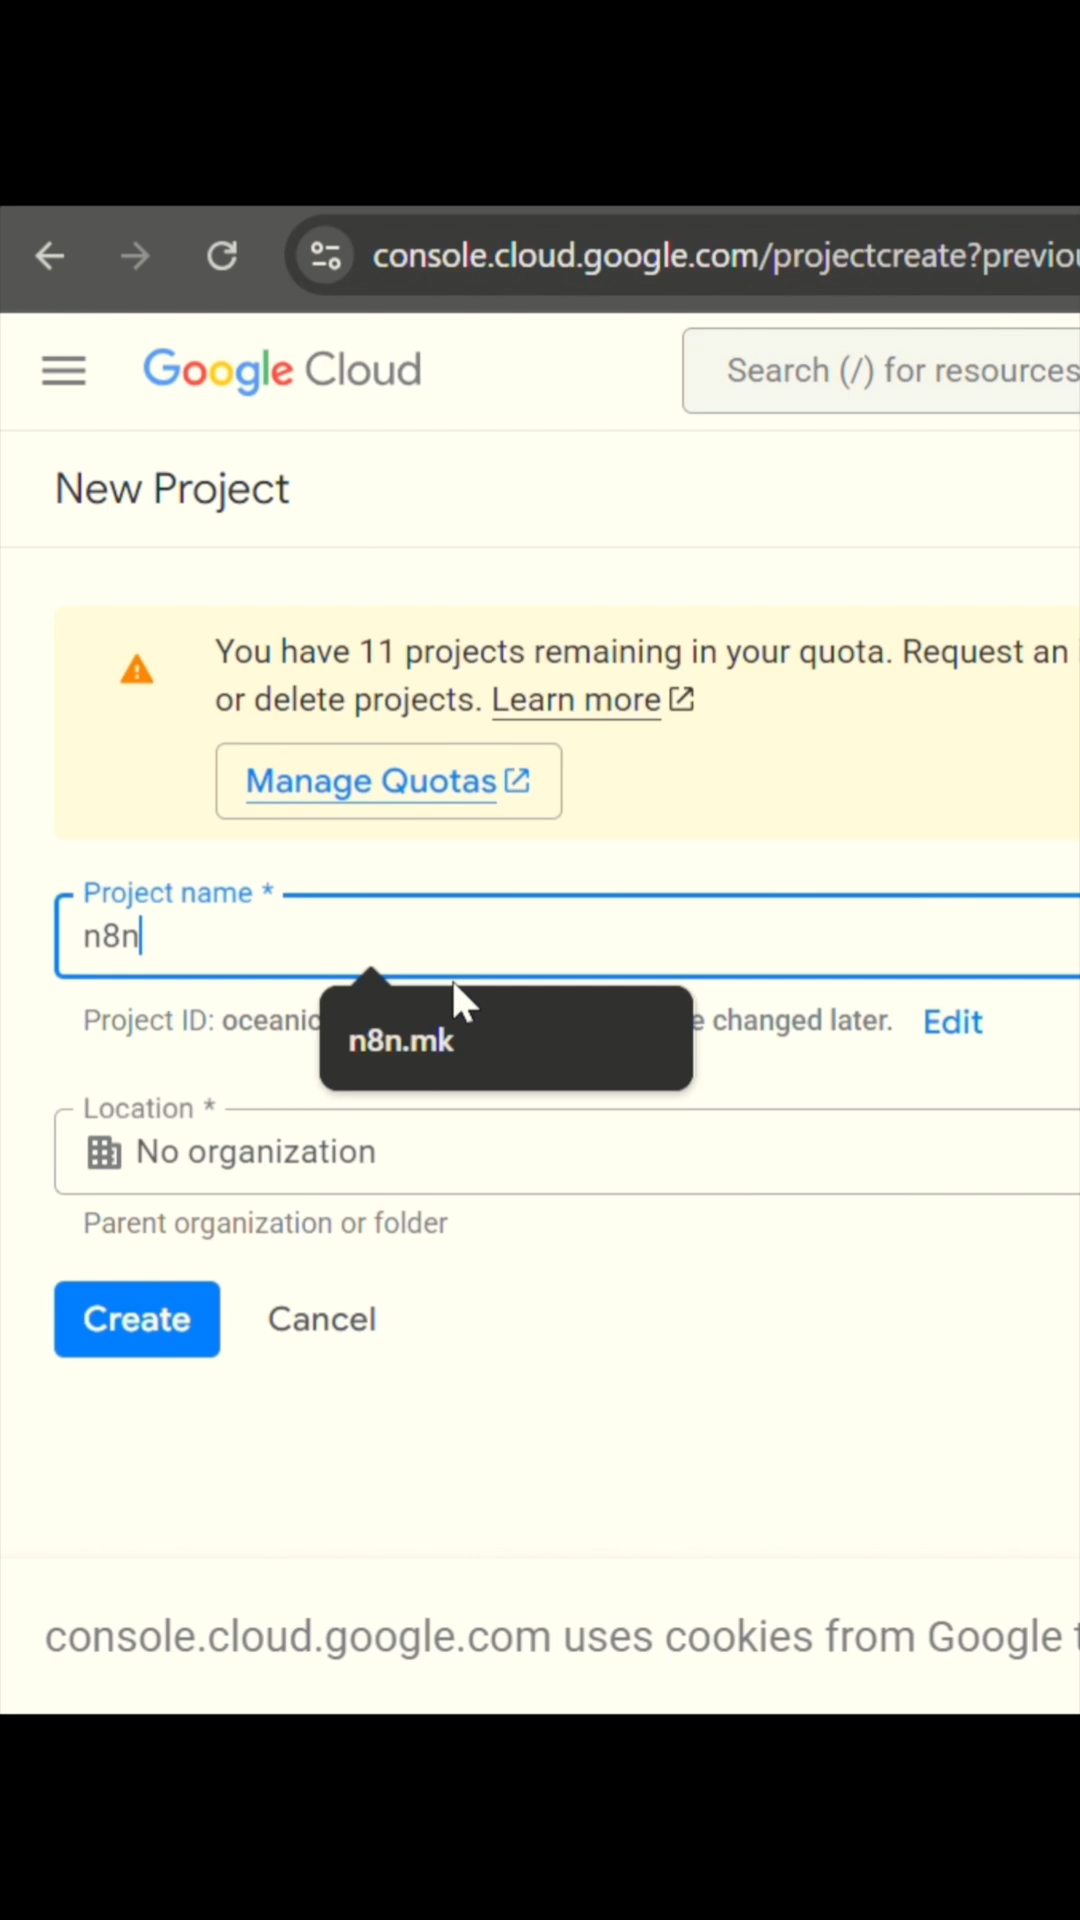 console.cloud.google.com/projectcreate?previou
Google Cloud
Search (/) for resources
New Project
You have 11 projects remaining in your quota. Request an
or delete projects. Learn more
Manage Quotas
Project name *
n8n
n8n.mk
Project ID: oceanic changed later. Edit
Location *
No organization
Parent organization or folder
Create Cancel
console.cloud.google.com uses cookies from Google